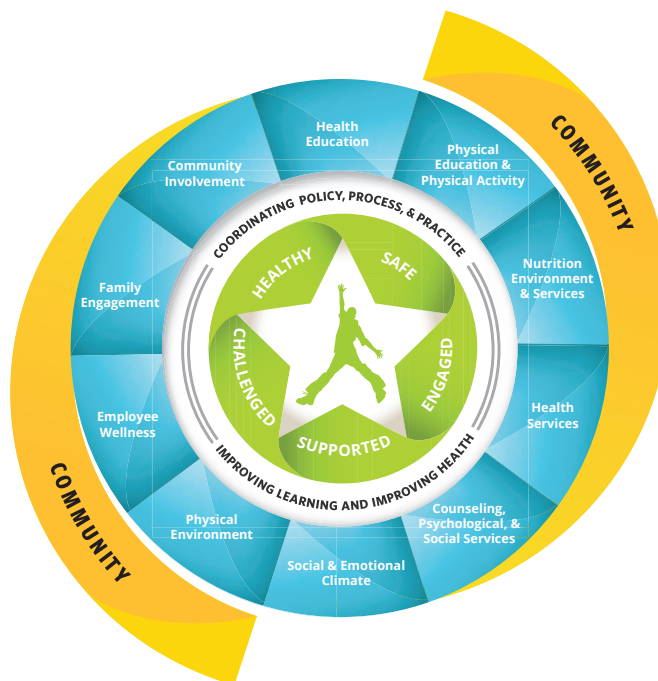 COMMUNITY
Health
Education
Physical
Education &
Physical Activity
Nutrition
Environment
& Services
Health
Services
Counseling,
Psychological, &
Social Services
Social & Emotional
Climate
Physical
Environment
Employee
Wellness
Family
Engagement
Community
Involvement
COORDINATING POLICY, PROCESS, & PRACTICE
IMPROVING LEARNING AND IMPROVING HEALTH
HEALTHY
SAFE
ENGAGED
SUPPORTED
CHALLENGED
COMMUNITY